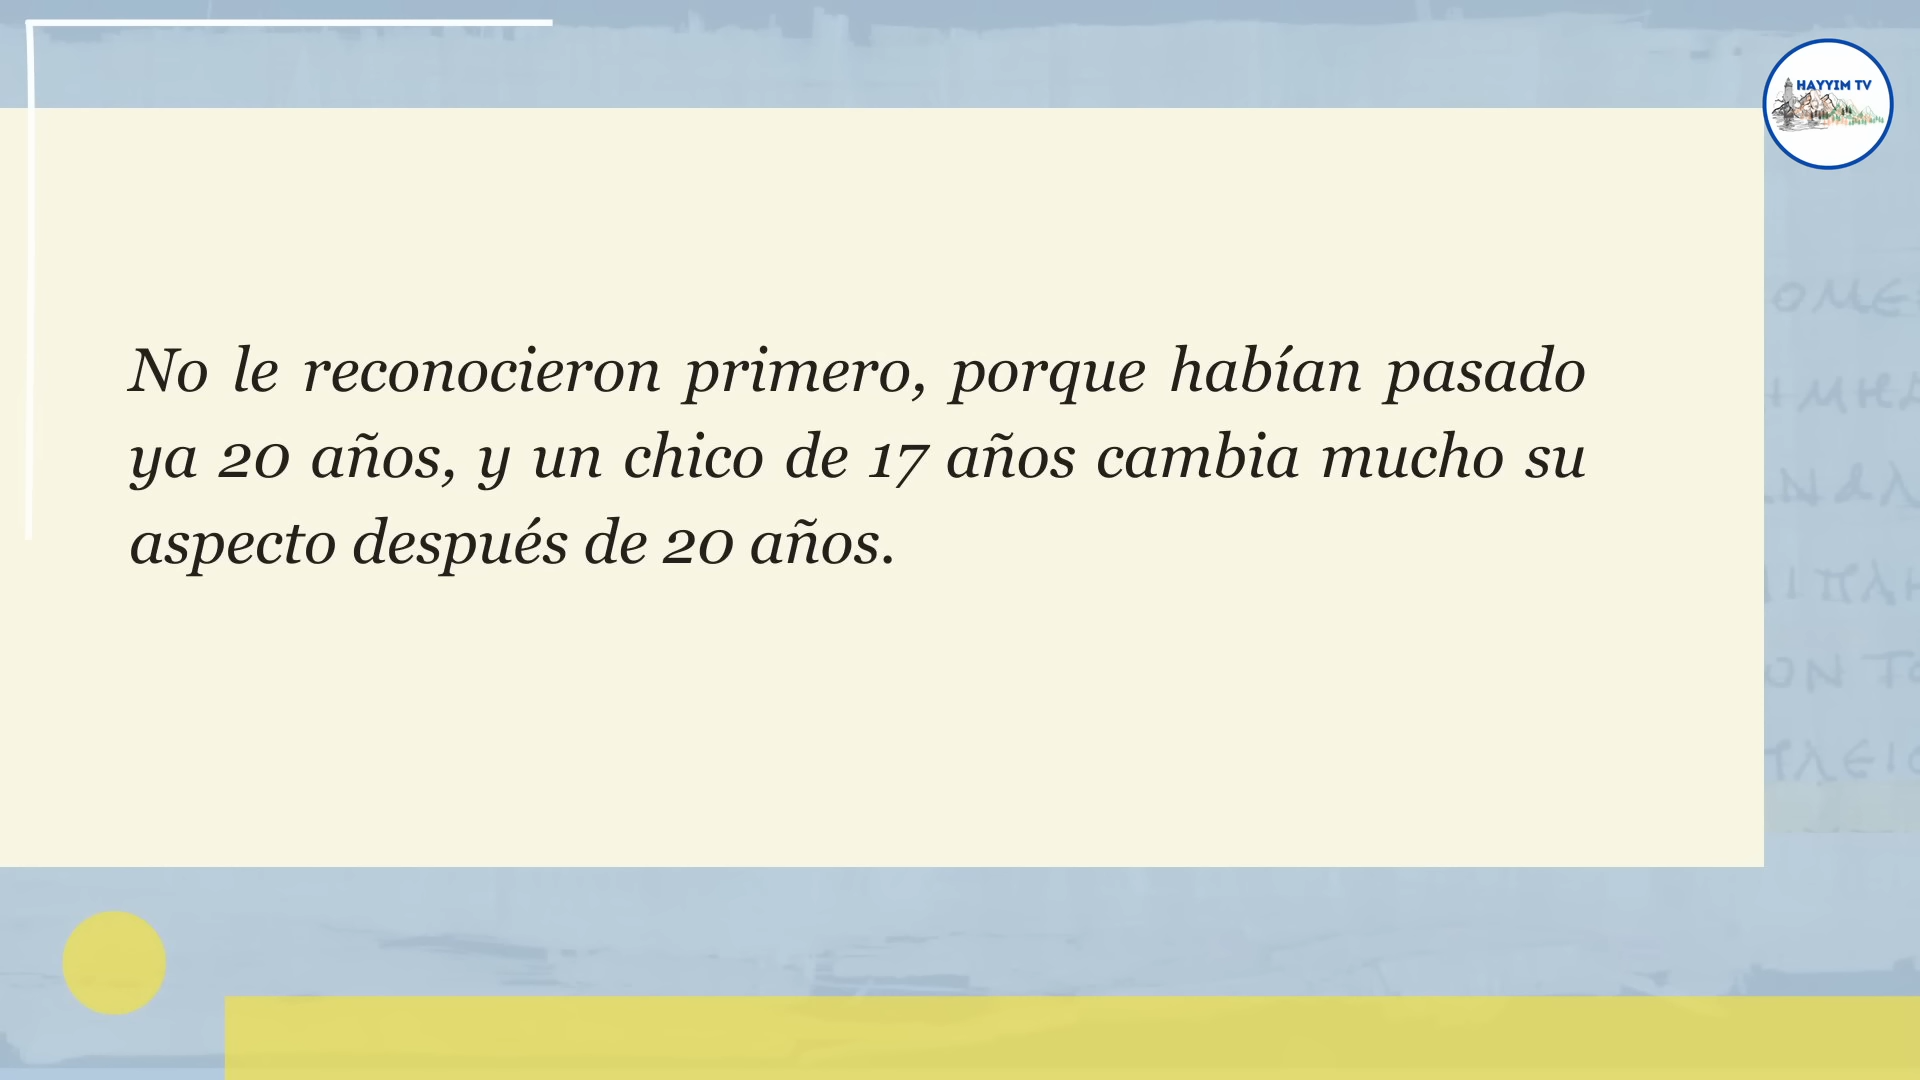 HAYYIM TV
No le reconocieron primero, porque habían pasado
ya 20 años, y un chico de 17 años cambia mucho su
aspecto después de 20 años.